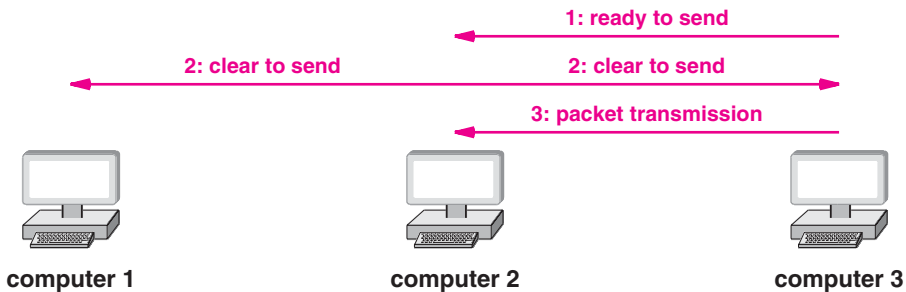 1: ready to send
2: clear to send 2: clear to send
3: packet transmission
computer 1 computer 2 computer 3